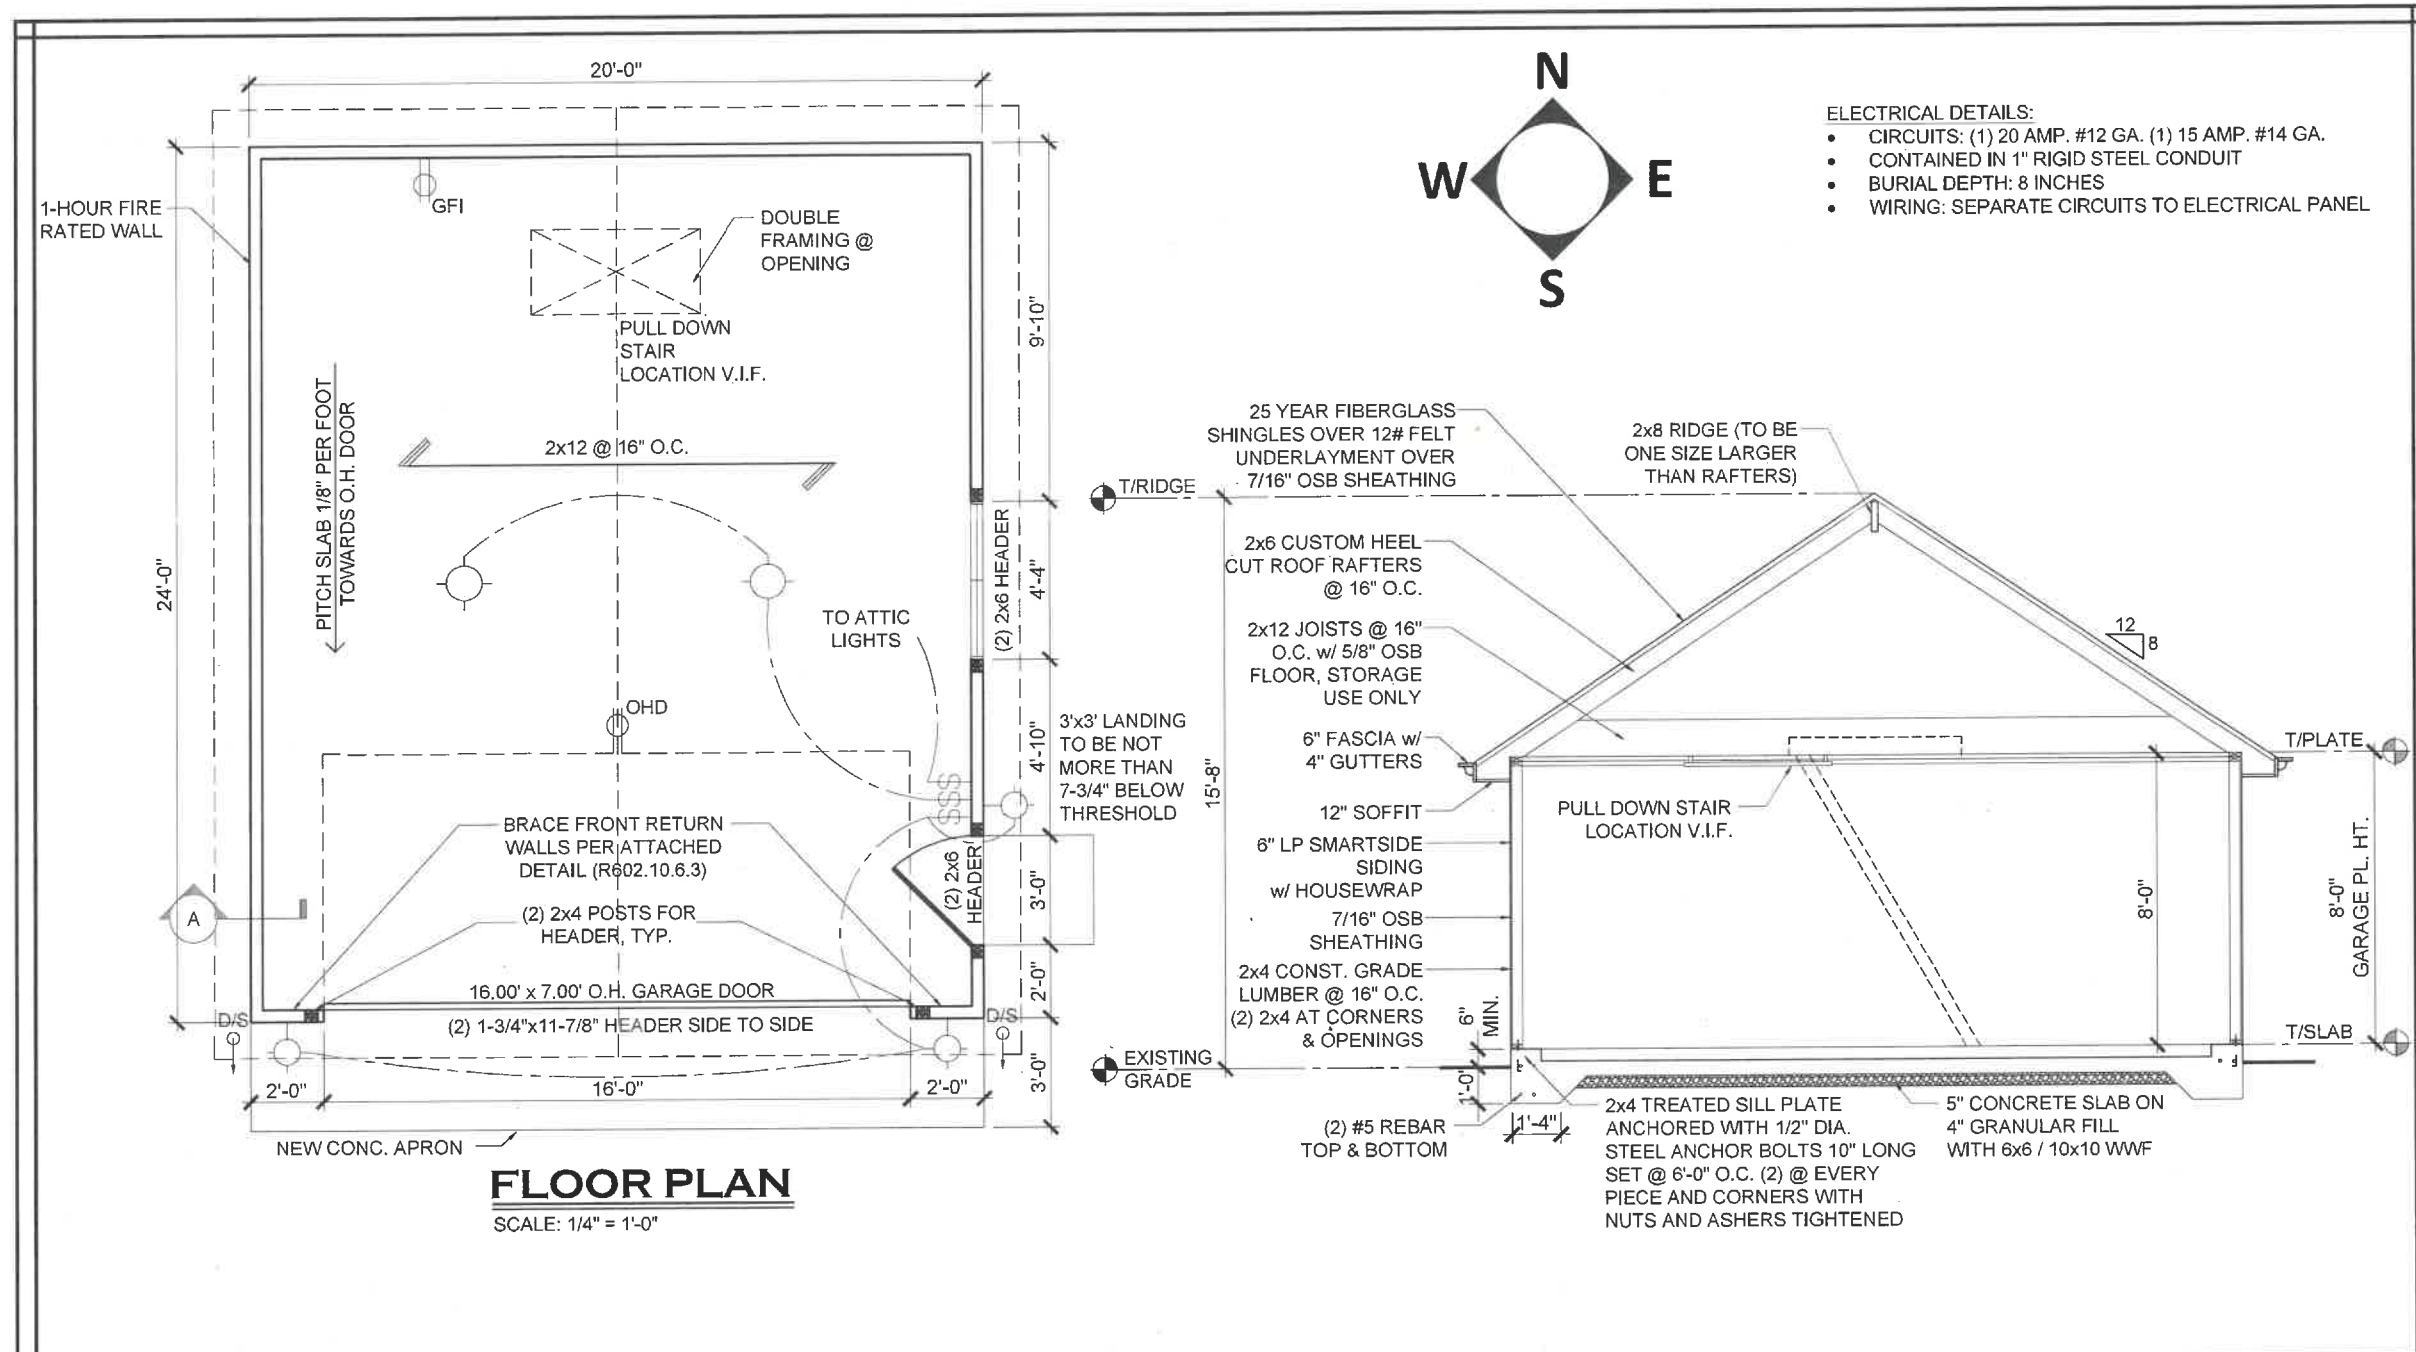 20'-0"
1-HOUR FIRE
RATED WALL
GFI
DOUBLE
FRAMING @
OPENING
PULL DOWN
STAIR
LOCATION V.I.F.
9'-10"
24'-0"
PITCH SLAB 1/8" PER FOOT
TOWARDS O.H. DOOR
2x12 @ 16" O.C.
(2) 2x6 HEADER
4'-4"
TO ATTIC
LIGHTS
OHD
4'-10"
3'x3' LANDING
TO BE NOT
MORE THAN
7-3/4" BELOW
THRESHOLD
SSS
BRACE FRONT RETURN
WALLS PER ATTACHED
DETAIL (R602.10.6.3)
(2) 2x6
HEADER
3'-0"
A
(2) 2x4 POSTS FOR
HEADER, TYP.
16.00' x 7.00' O.H. GARAGE DOOR
(2) 1-3/4"x11-7/8" HEADER SIDE TO SIDE
D/S
D/S
2'-0"
3'-0"
2'-0"
16'-0"
2'-0"
NEW CONC. APRON
FLOOR PLAN
SCALE: 1/4" = 1'-0"
N
W
E
S
ELECTRICAL DETAILS:
• CIRCUITS: (1) 20 AMP. #12 GA. (1) 15 AMP. #14 GA.
• CONTAINED IN 1" RIGID STEEL CONDUIT
• BURIAL DEPTH: 8 INCHES
• WIRING: SEPARATE CIRCUITS TO ELECTRICAL PANEL
25 YEAR FIBERGLASS
SHINGLES OVER 12# FELT
UNDERLAYMENT OVER
7/16" OSB SHEATHING
2x8 RIDGE (TO BE
ONE SIZE LARGER
THAN RAFTERS)
T/RIDGE
2x6 CUSTOM HEEL
CUT ROOF RAFTERS
@ 16" O.C.
2x12 JOISTS @ 16"
O.C. w/ 5/8" OSB
FLOOR, STORAGE
USE ONLY
12
8
6" FASCIA w/
4" GUTTERS
T/PLATE
15'-8"
12" SOFFIT
PULL DOWN STAIR
LOCATION V.I.F.
6" LP SMARTSIDE
SIDING
w/ HOUSEWRAP
7/16" OSB
SHEATHING
8'-0"
8'-0"
GARAGE PL. HT.
2x4 CONST. GRADE
LUMBER @ 16" O.C.
(2) 2x4 AT CORNERS
& OPENINGS
6"
MIN.
T/SLAB
EXISTING
GRADE
1'-0"
1'-4"
(2) #5 REBAR
TOP & BOTTOM
2x4 TREATED SILL PLATE
ANCHORED WITH 1/2" DIA.
STEEL ANCHOR BOLTS 10" LONG
SET @ 6'-0" O.C. (2) @ EVERY
PIECE AND CORNERS WITH
NUTS AND ASHERS TIGHTENED
5" CONCRETE SLAB ON
4" GRANULAR FILL
WITH 6x6 / 10x10 WWF